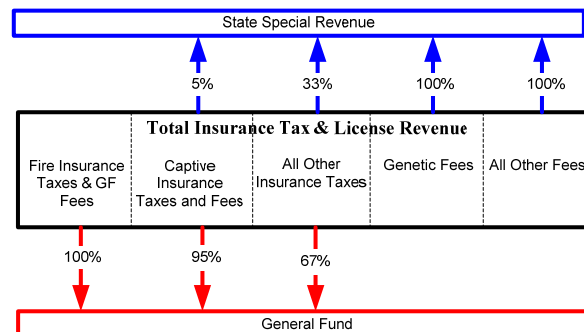 State Special Revenue
5% 33% 100% 100%
Total Insurance Tax & License Revenue
Fire Insurance
Taxes & GF
Fees
Captive
Insurance
Taxes and Fees
All Other
Insurance Taxes
Genetic Fees
All Other Fees
100% 95% 67%
General Fund